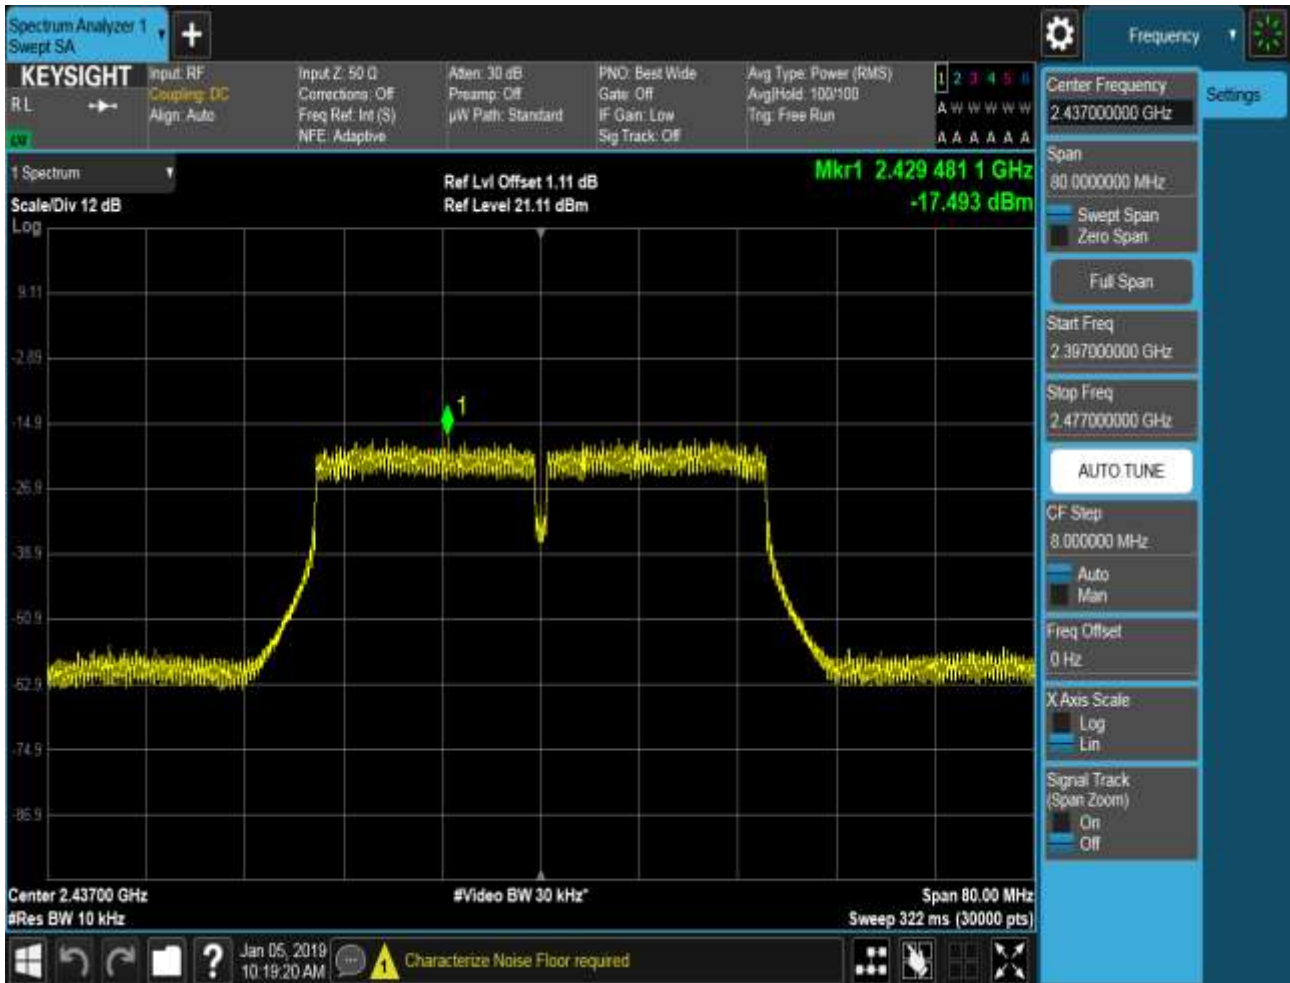 Spectrum Analyzer 1
Swept SA
+
Frequency
KEYSIGHT
RL
Input: RF
Coupling: DC
Align: Auto
Input Z: 50 Ω
Corrections: Off
Freq Ref: Int (S)
NFE: Adaptive
Atten: 30 dB
Preamp: Off
µW Path: Standard
PNO: Best Wide
Gate: Off
IF Gain: Low
Sig Track: Off
Avg Type: Power (RMS)
Avg|Hold: 100/100
Trig: Free Run
1 2 3 4 5 6
A W W W W W
A A A A A A
1 Spectrum
Scale/Div 12 dB
Log
Ref Lvl Offset 1.11 dB
Ref Level 21.11 dBm
Mkr1 2.429 481 1 GHz
-17.493 dBm
9.11
-2.89
-14.9
-26.9
-38.9
-50.9
-62.9
-74.9
-86.9
1
Center 2.43700 GHz
#Res BW 10 kHz
#Video BW 30 kHz*
Span 80.00 MHz
Sweep 322 ms (30000 pts)
Center Frequency
2.437000000 GHz
Settings
Span
80.0000000 MHz
Swept Span
Zero Span
Full Span
Start Freq
2.397000000 GHz
Stop Freq
2.477000000 GHz
AUTO TUNE
CF Step
8.000000 MHz
Auto
Man
Freq Offset
0 Hz
X Axis Scale
Log
Lin
Signal Track
(Span Zoom)
On
Off
?
Jan 05, 2019
10:19:20 AM
1
Characterize Noise Floor required